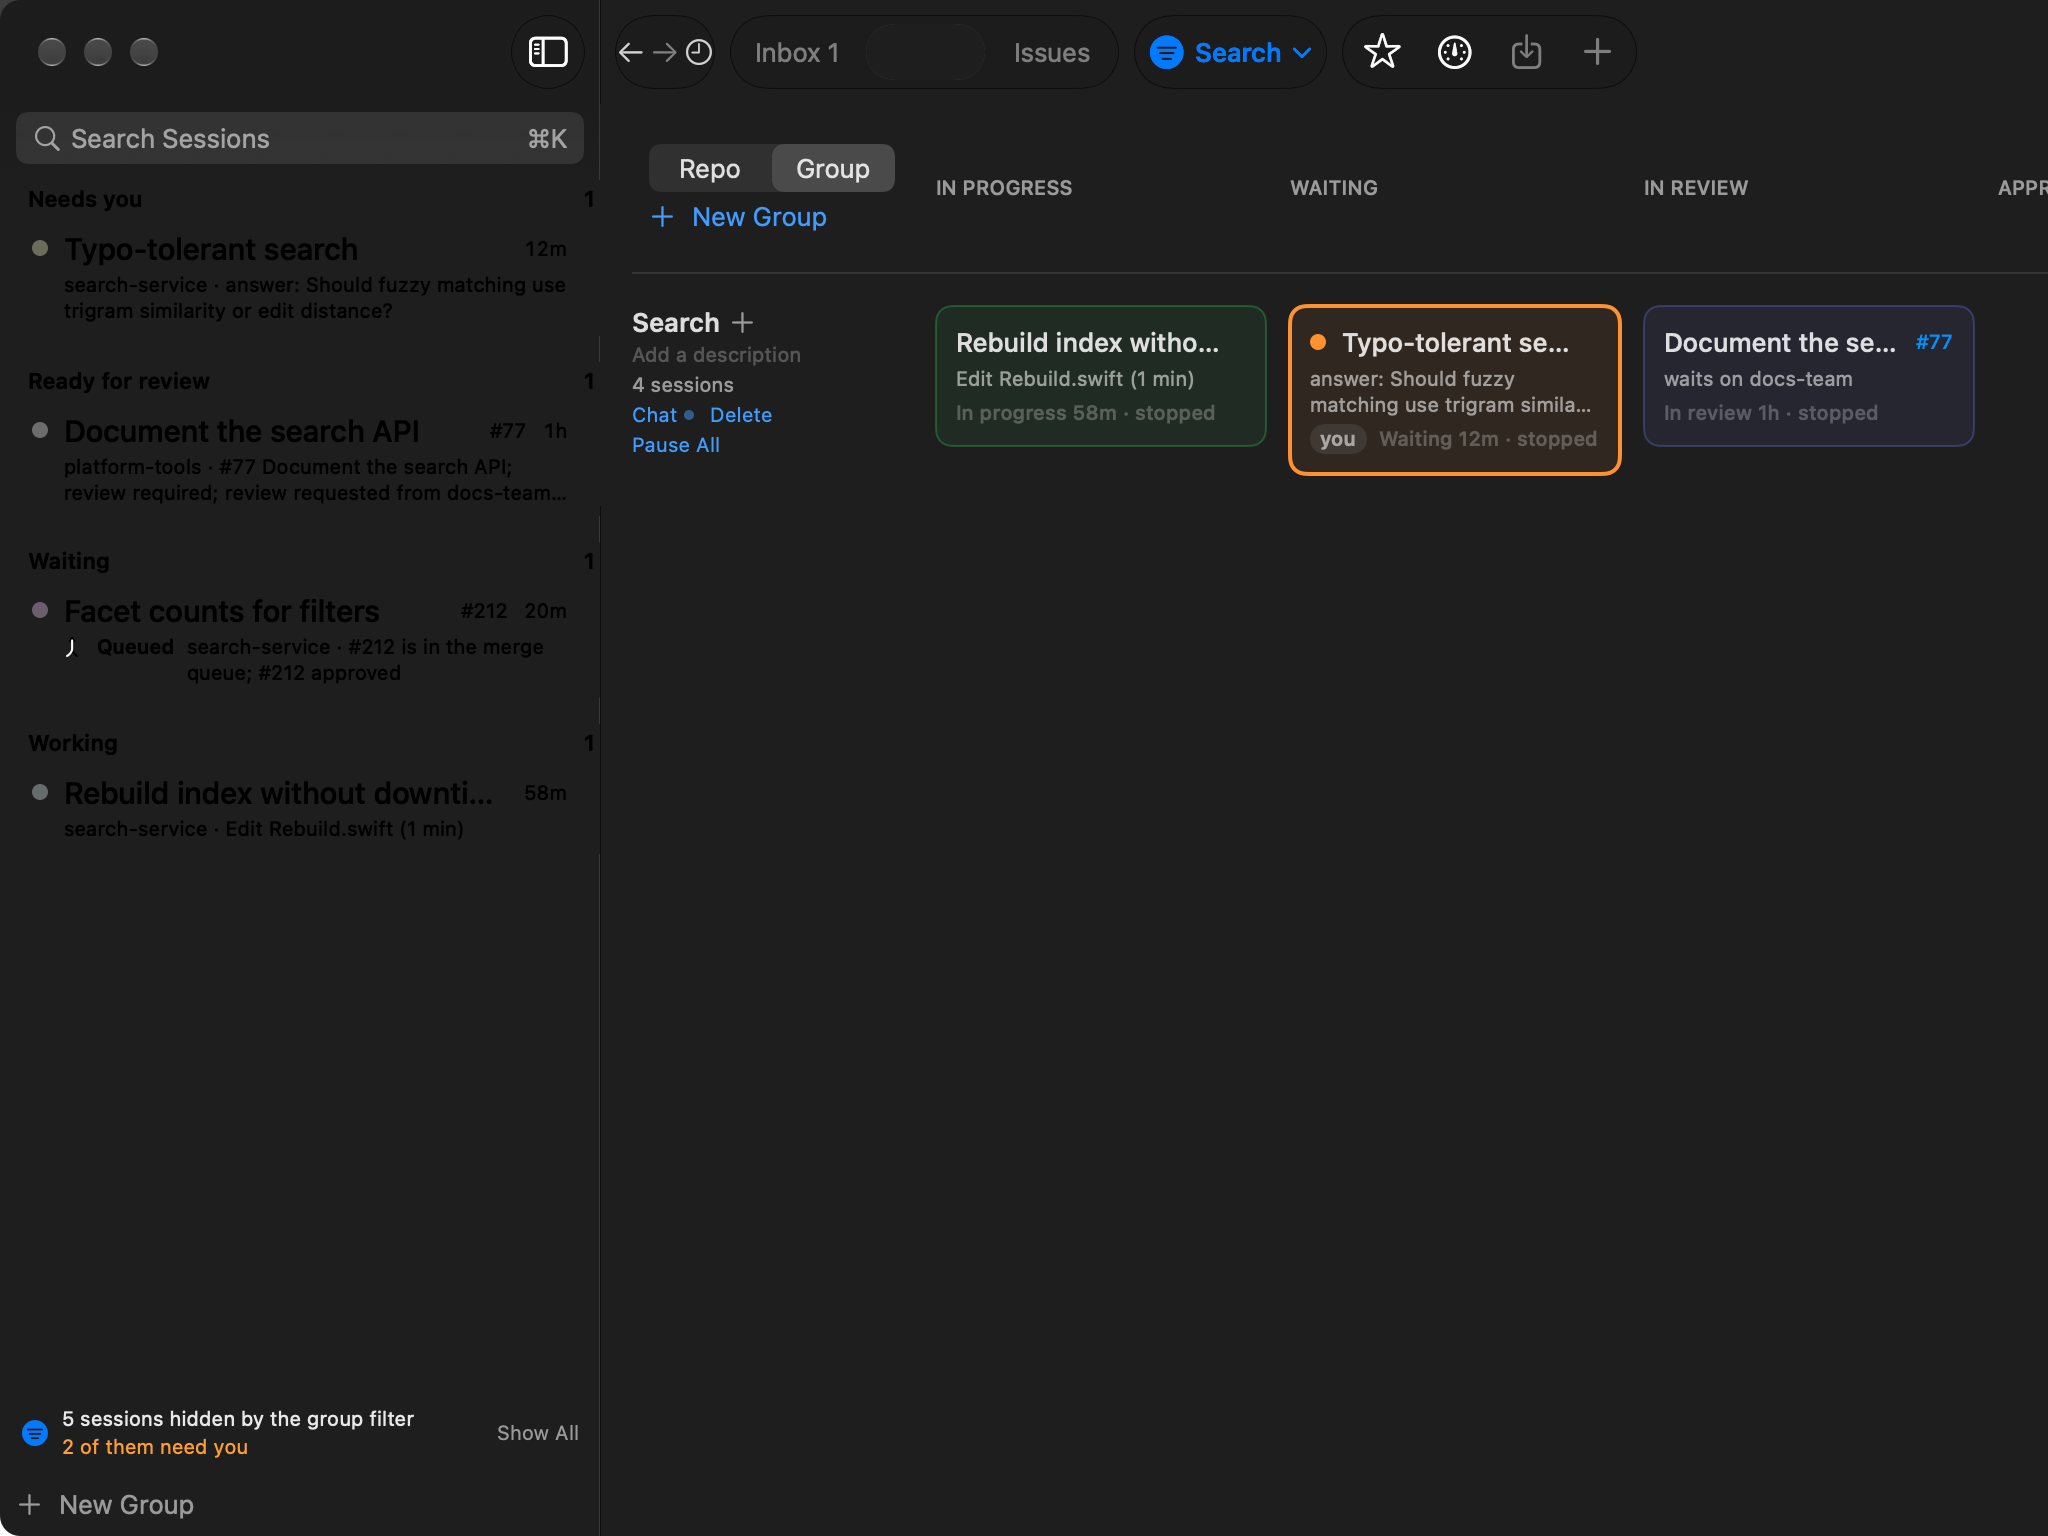 Inbox 1
Issues
Search
Search Sessions ⌘K
Needs you 1
Typo-tolerant search 12m
search-service · answer: Should fuzzy matching use
trigram similarity or edit distance?
Ready for review 1
Document the search API #77 1h
platform-tools · #77 Document the search API;
review required; review requested from docs-team...
Waiting 1
Facet counts for filters #212 20m
Queued search-service · #212 is in the merge
queue; #212 approved
Working 1
Rebuild index without downti... 58m
search-service · Edit Rebuild.swift (1 min)
5 sessions hidden by the group filter
2 of them need you
Show All
+ New Group
Repo Group
+ New Group
IN PROGRESS
WAITING
IN REVIEW
APPR
Search +
Add a description
4 sessions
Chat Delete
Pause All
Rebuild index witho...
Edit Rebuild.swift (1 min)
In progress 58m · stopped
Typo-tolerant se...
answer: Should fuzzy
matching use trigram simila...
you Waiting 12m · stopped
Document the se... #77
waits on docs-team
In review 1h · stopped